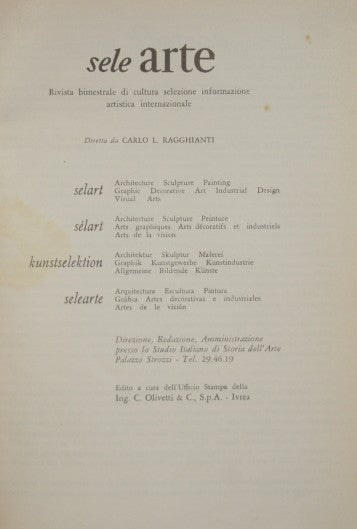 sele arte
Rivista bimestrale di cultura selezione informazione
artistica internazionale
Diretta da CARLO L. RAGGHIANTI
selart
Architecture Sculpture Painting
Graphic Decorative Art Industrial Design
Visual Arts
sélart
Architecture Sculpture Peinture
Arts graphiques Arts décoratifs et industriels
Arts de la vision
kunstselektion
Architektur Skulptur Malerei
Graphik Kunstgewerbe Kunstindustrie
Allgemeine Bildende Künste
selearte
Arquitectura Escultura Pintura
Gráfica Artes decorativas e industriales
Artes de le visión
Direzione, Redazione, Amministrazione
presso lo Studio Italiano di Storia dell'Arte
Palazzo Strozzi - Tel. 29.46.19
Edito a cura dell'Ufficio Stampa della
Ing. C. Olivetti & C., S.p.A. - Ivrea